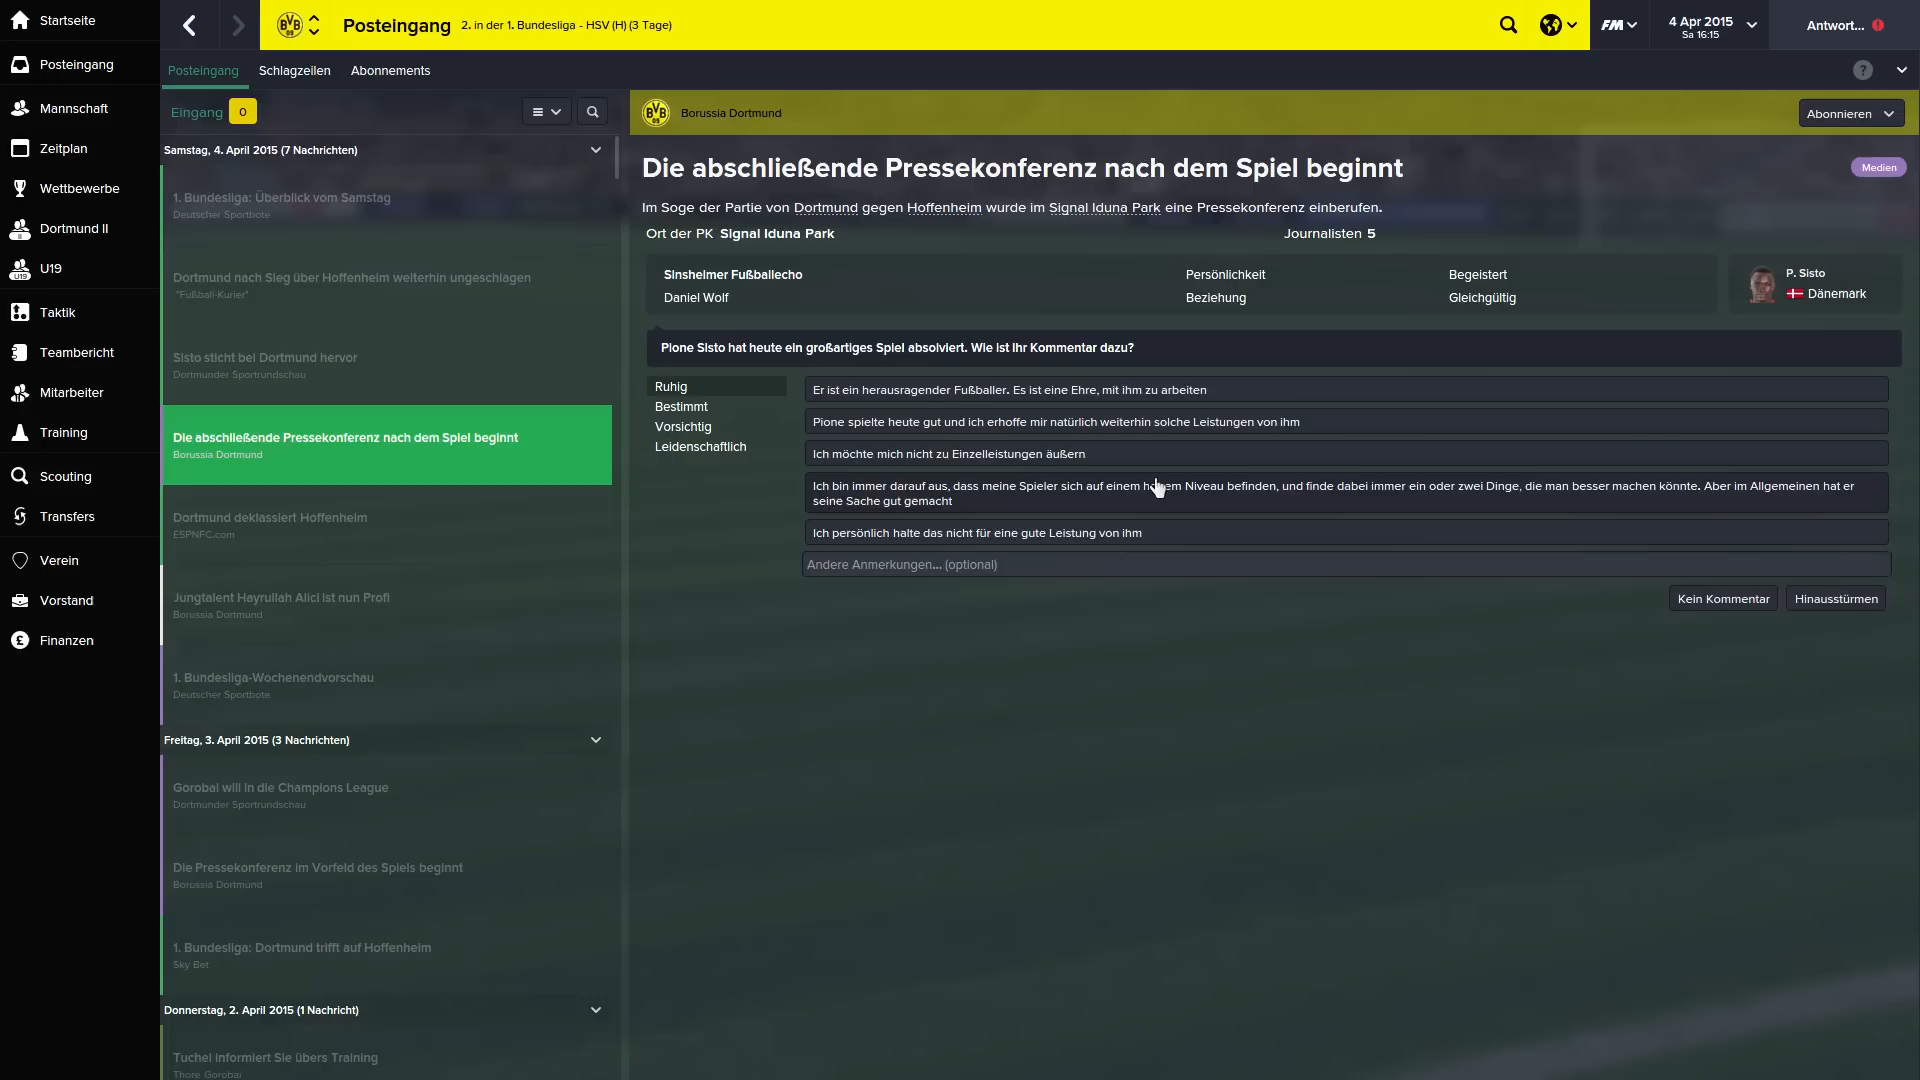 Startseite
Posteingang
Mannschaft
Zeitplan
Wettbewerbe
Dortmund II
U19
Taktik
Teambericht
Mitarbeiter
Training
Scouting
Transfers
Verein
Vorstand
Finanzen
Posteingang 2. in der 1. Bundesliga - HSV (H) (3 Tage)
FM
4 Apr 2015
Sa 16:15
Antwort...
Posteingang Schlagzeilen Abonnements
Eingang 0
Samstag, 4. April 2015 (7 Nachrichten)
1. Bundesliga: Überblick vom Samstag
Deutscher Sportbote
Dortmund nach Sieg über Hoffenheim weiterhin ungeschlagen
"Fußball-Kurier"
Sisto sticht bei Dortmund hervor
Dortmunder Sportrundschau
Die abschließende Pressekonferenz nach dem Spiel beginnt
Borussia Dortmund
Dortmund deklassiert Hoffenheim
ESPNFC.com
Jungtalent Hayrullah Alici ist nun Profi
Borussia Dortmund
1. Bundesliga-Wochenendvorschau
Deutscher Sportbote
Freitag, 3. April 2015 (3 Nachrichten)
Gorobai will in die Champions League
Dortmunder Sportrundschau
Die Pressekonferenz im Vorfeld des Spiels beginnt
Borussia Dortmund
1. Bundesliga: Dortmund trifft auf Hoffenheim
Sky Bet
Donnerstag, 2. April 2015 (1 Nachricht)
Tuchel informiert Sie übers Training
Thore Gorobai
BVB 09
Borussia Dortmund
Abonnieren
Die abschließende Pressekonferenz nach dem Spiel beginnt
Medien
Im Soge der Partie von Dortmund gegen Hoffenheim wurde im Signal Iduna Park eine Pressekonferenz einberufen.
Ort der PK Signal Iduna Park
Journalisten 5
Sinsheimer Fußballecho Persönlichkeit Begeistert
Daniel Wolf Beziehung Gleichgültig
P. Sisto
Dänemark
Pione Sisto hat heute ein großartiges Spiel absolviert. Wie ist Ihr Kommentar dazu?
Ruhig
Bestimmt
Vorsichtig
Leidenschaftlich
Er ist ein herausragender Fußballer. Es ist eine Ehre, mit ihm zu arbeiten
Pione spielte heute gut und ich erhoffe mir natürlich weiterhin solche Leistungen von ihm
Ich möchte mich nicht zu Einzelleistungen äußern
Ich bin immer darauf aus, dass meine Spieler sich auf einem hohem Niveau befinden, und finde dabei immer ein oder zwei Dinge, die man besser machen könnte. Aber im Allgemeinen hat er
seine Sache gut gemacht
Ich persönlich halte das nicht für eine gute Leistung von ihm
Andere Anmerkungen... (optional)
Kein Kommentar
Hinausstürmen